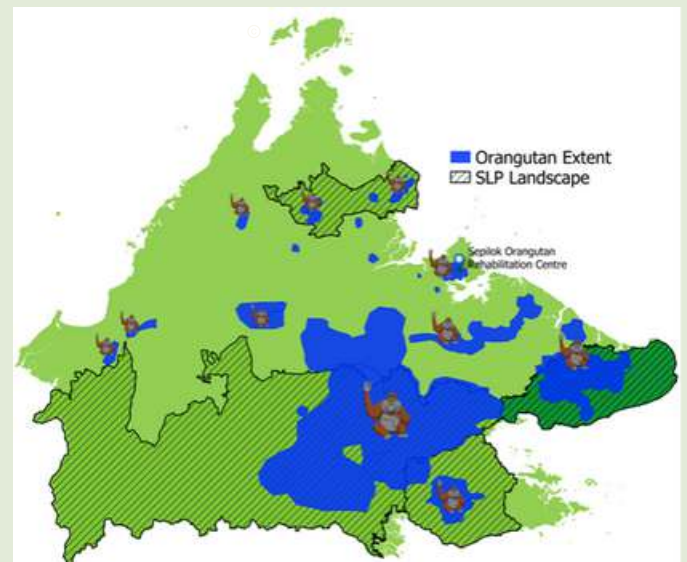 Orangutan Extent
SLP Landscape
Sepilok Orangutan
Rehabilitation Centre